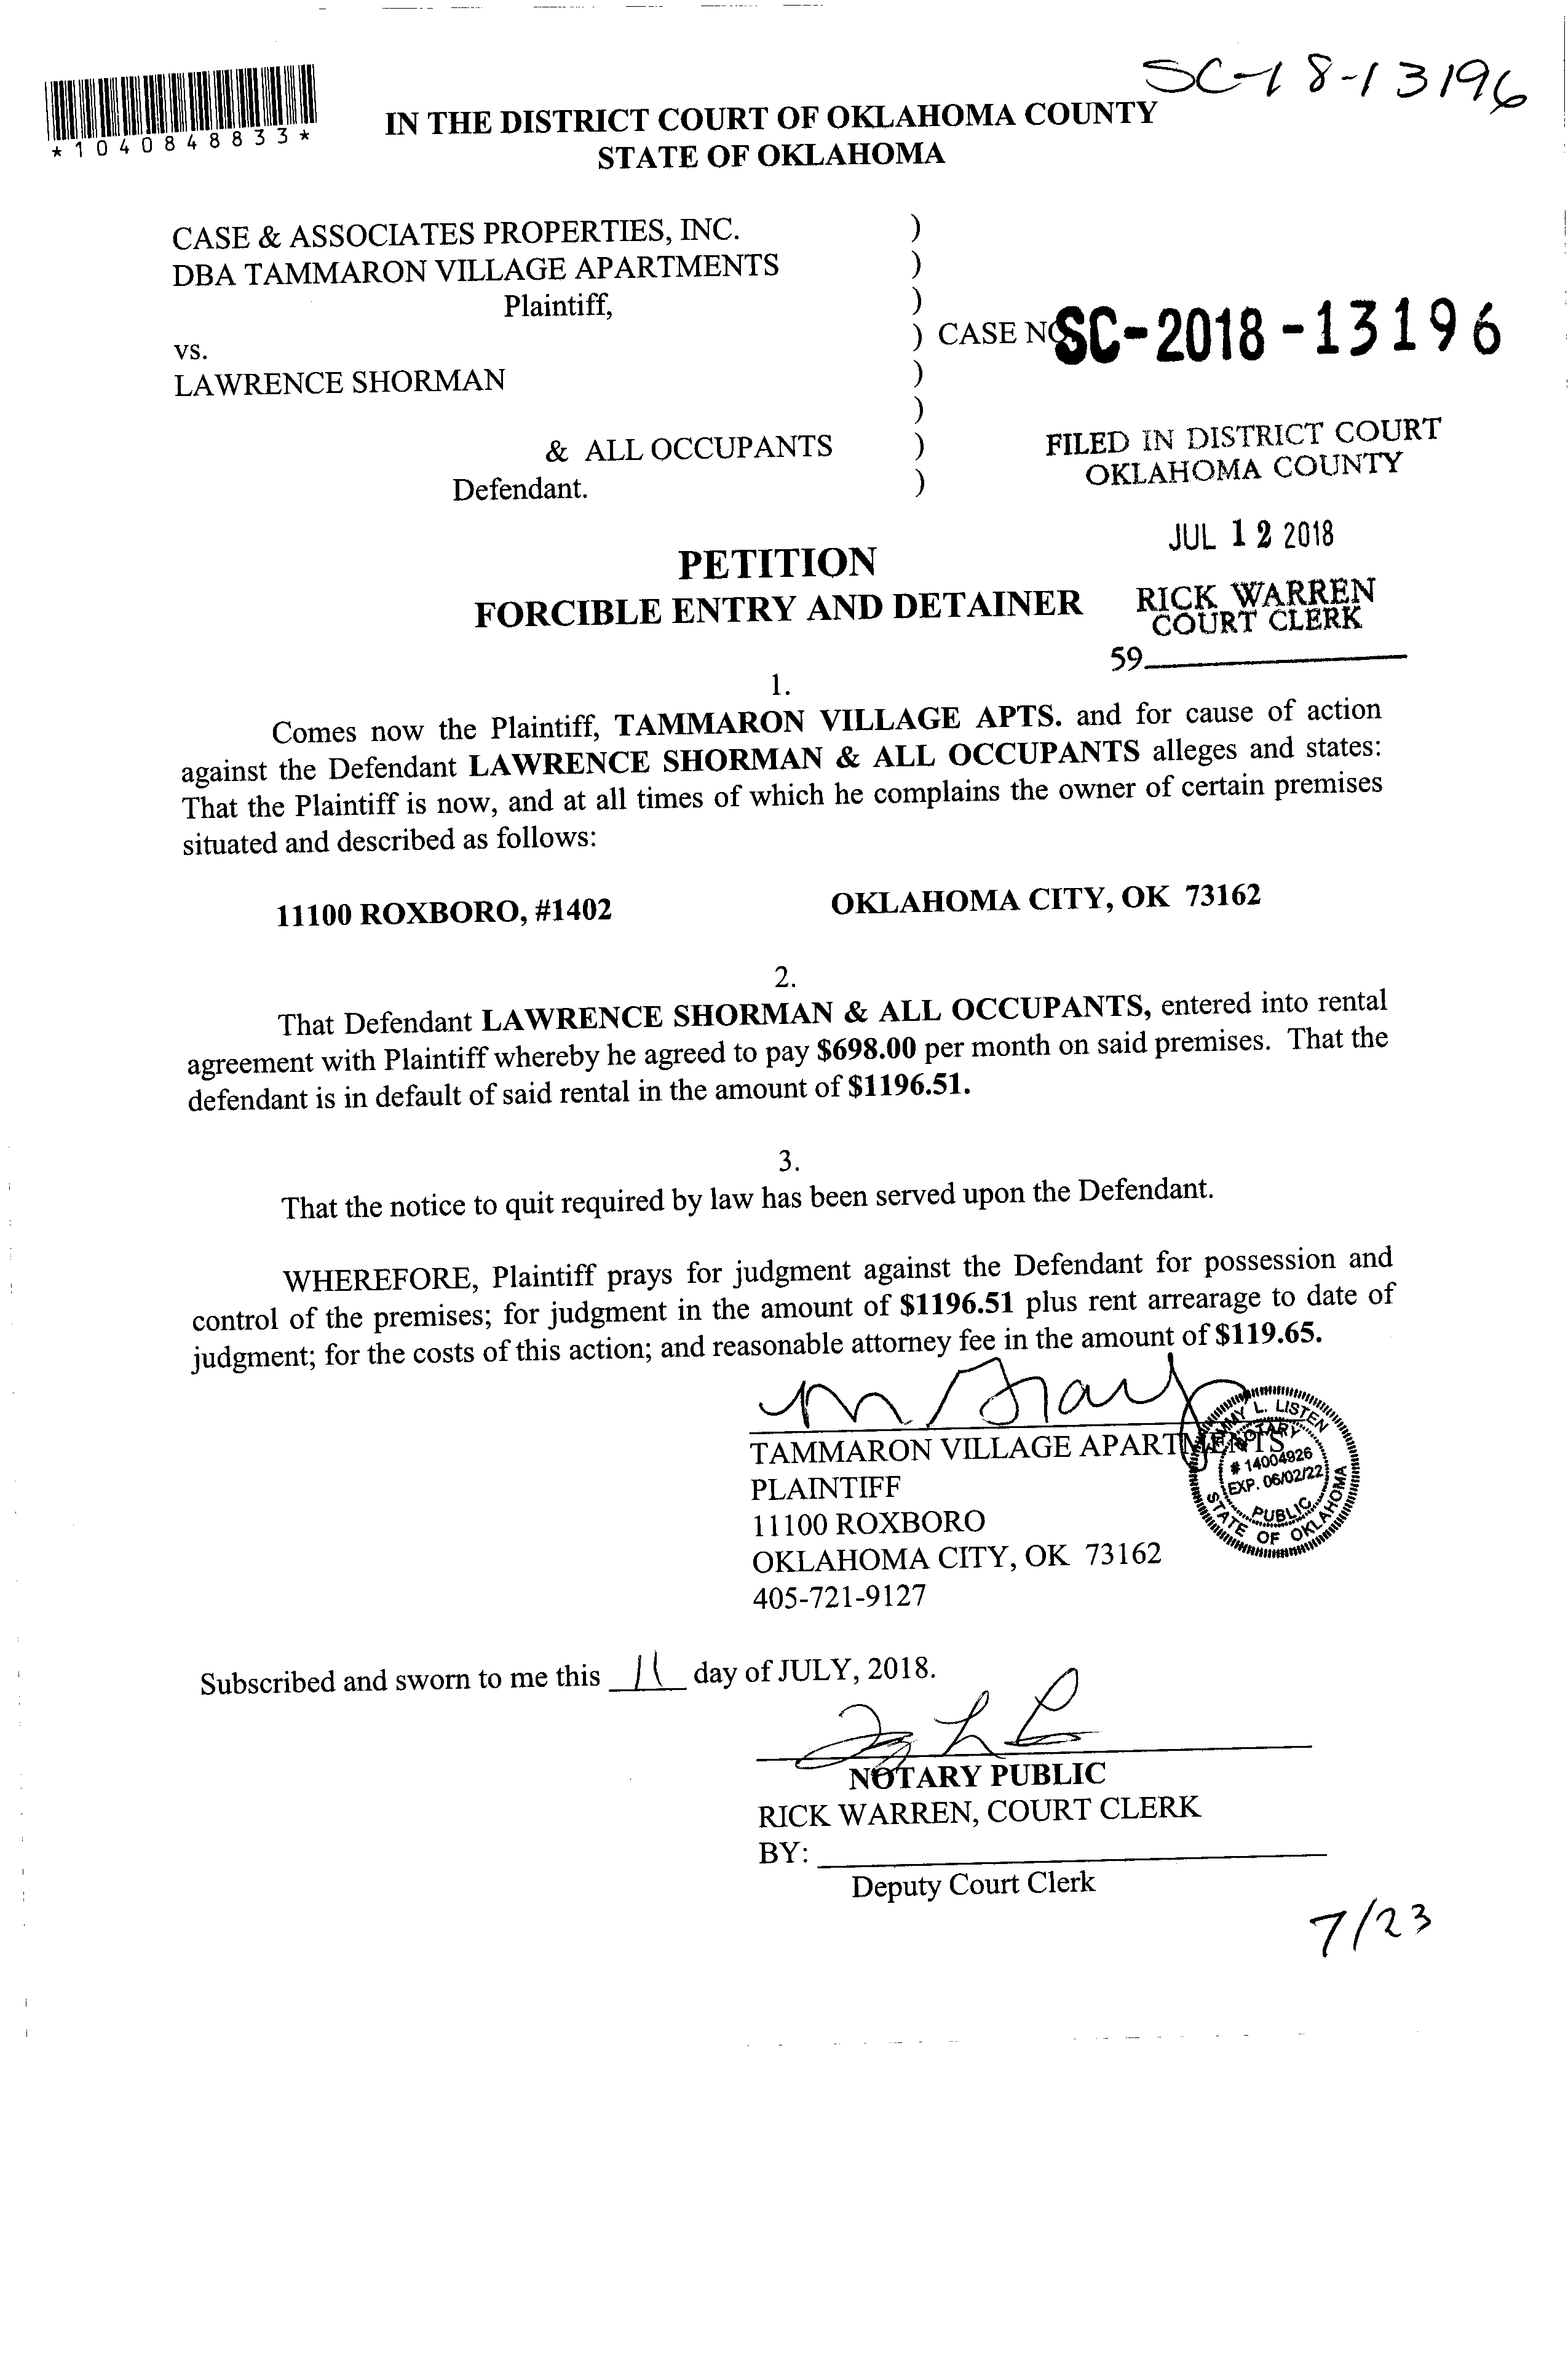 SC-18-13196
*1040848833*
IN THE DISTRICT COURT OF OKLAHOMA COUNTY
STATE OF OKLAHOMA
CASE & ASSOCIATES PROPERTIES, INC. )
DBA TAMMARON VILLAGE APARTMENTS )
Plaintiff, )
) CASE NO SC-2018-13196
vs.
LAWRENCE SHORMAN )
)
& ALL OCCUPANTS )
Defendant. )
FILED IN DISTRICT COURT
OKLAHOMA COUNTY
JUL 12 2018
RICK WARREN
COURT CLERK
59
PETITION
FORCIBLE ENTRY AND DETAINER
1.
Comes now the Plaintiff, TAMMARON VILLAGE APTS. and for cause of action
against the Defendant LAWRENCE SHORMAN & ALL OCCUPANTS alleges and states:
That the Plaintiff is now, and at all times of which he complains the owner of certain premises
situated and described as follows:
11100 ROXBORO, #1402 OKLAHOMA CITY, OK 73162
2.
That Defendant LAWRENCE SHORMAN & ALL OCCUPANTS, entered into rental
agreement with Plaintiff whereby he agreed to pay $698.00 per month on said premises. That the
defendant is in default of said rental in the amount of $1196.51.
3.
That the notice to quit required by law has been served upon the Defendant.
WHEREFORE, Plaintiff prays for judgment against the Defendant for possession and
control of the premises; for judgment in the amount of $1196.51 plus rent arrearage to date of
judgment; for the costs of this action; and reasonable attorney fee in the amount of $119.65.
TAMMARON VILLAGE APARTMENTS
PLAINTIFF
11100 ROXBORO
OKLAHOMA CITY, OK 73162
405-721-9127
L. LISTEN
NOTARY
# 14004926
EXP. 06/02/22
PUBLIC
STATE OF OKLAHOMA
Subscribed and sworn to me this 11 day of JULY, 2018.
NOTARY PUBLIC
RICK WARREN, COURT CLERK
BY:
Deputy Court Clerk
7/23